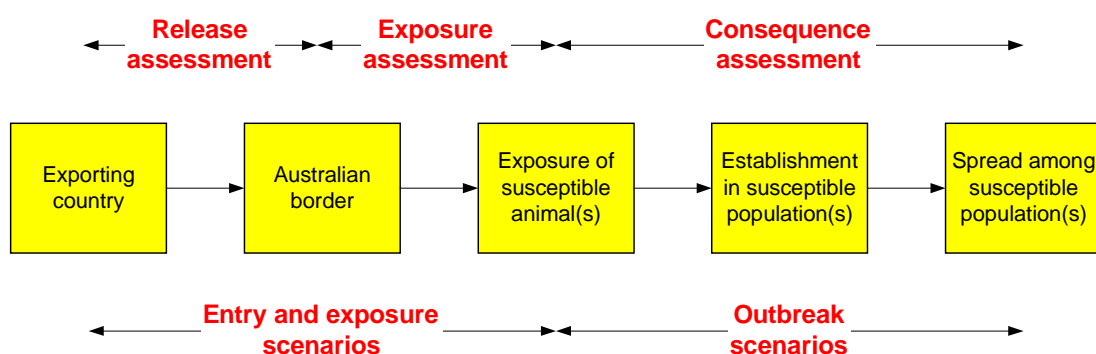 Release
assessment
Exposure
assessment
Consequence
assessment
Exporting
country
Australian
border
Exposure of
susceptible
animal(s)
Establishment
in susceptible
population(s)
Spread among
susceptible
population(s)
Entry and exposure
scenarios
Outbreak
scenarios